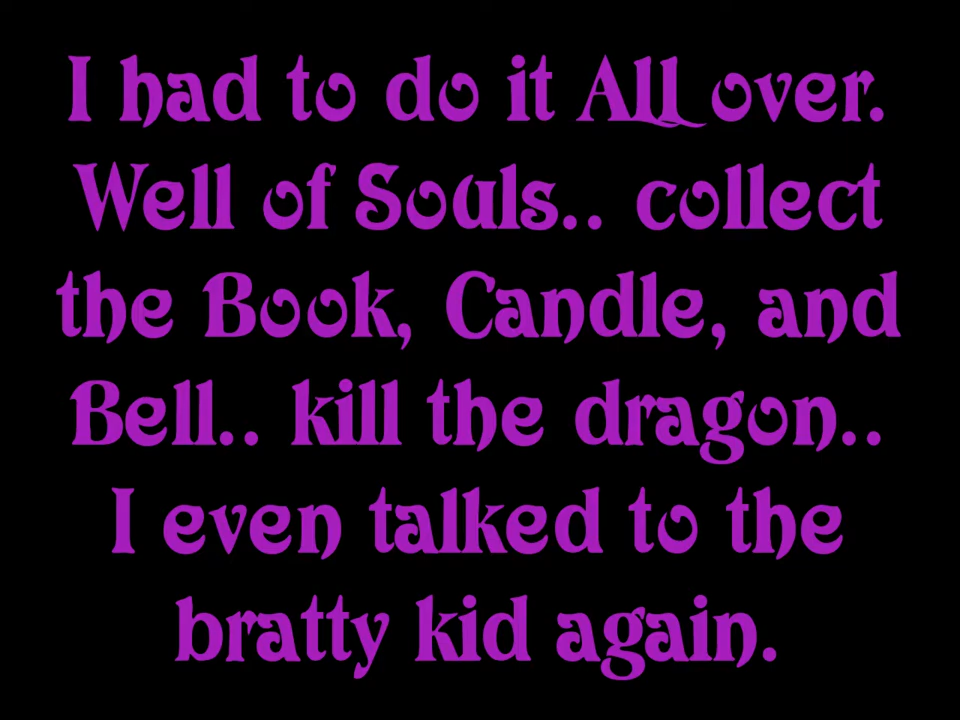 I had to do it All over.
Well of Souls.. collect
the Book, Candle, and
Bell.. kill the dragon..
I even talked to the
bratty kid again.